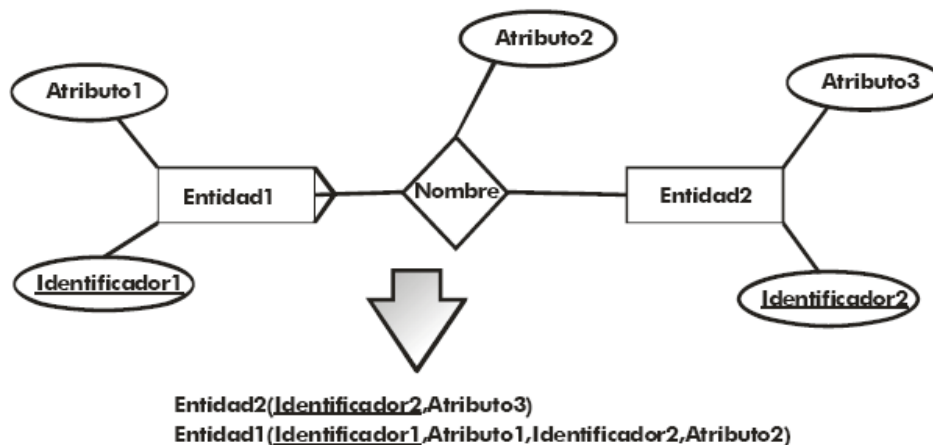 Atributo2
Atributo1
Atributo3
Entidad1
Nombre
Entidad2
Identificador1
Identificador2
Entidad2(Identificador2,Atributo3)
Entidad1(Identificador1,Atributo1,Identificador2,Atributo2)